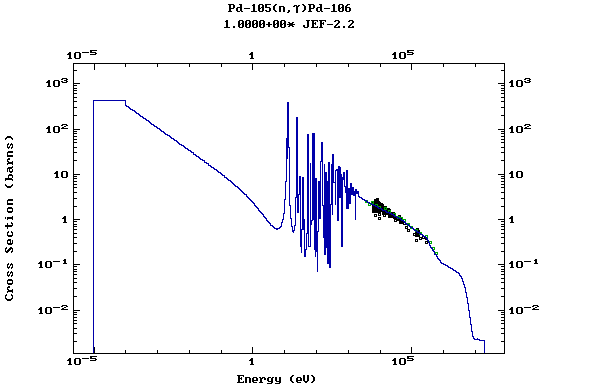 Pd-105(n,γ)Pd-106
1.0000+00* JEF-2.2
10⁻⁵ 1 10⁵
10³ 10³
10² 10²
10 10
1 1
10⁻¹ 10⁻¹
10⁻² 10⁻²
10⁻⁵ 1 10⁵
Cross Section (barns)
Energy (eV)